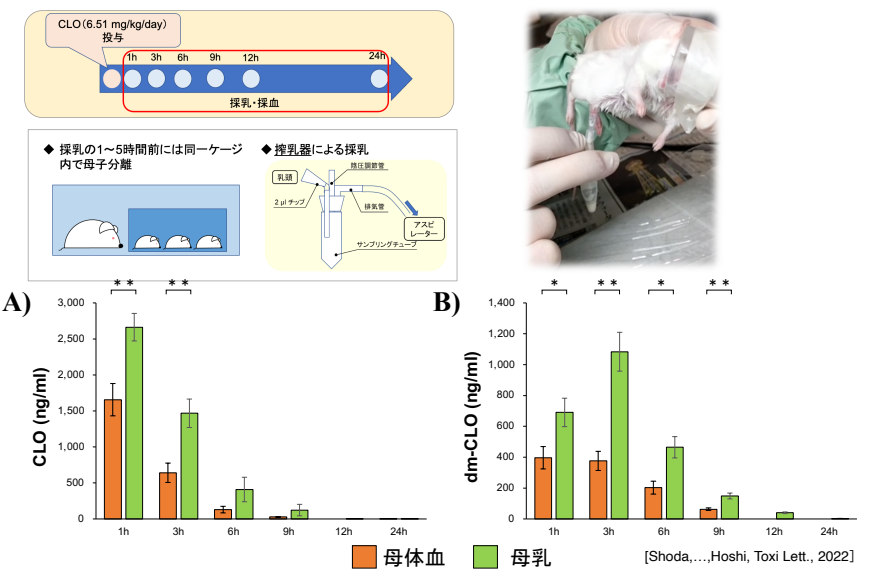 CLO(6.51 mg/kg/day)
投与
1h 3h 6h 9h 12h 24h
採乳・採血
◆ 採乳の1～5時間前には同一ケージ
内で母子分離
◆ 搾乳器による採乳
乳頭
陰圧調節管
2 µl チップ
排気管
アスピ
レーター
サンプリングチューブ
A)
** **
CLO (ng/ml)
3,000
2,500
2,000
1,500
1,000
500
0
1h 3h 6h 9h 12h 24h
B)
* ** * **
dm-CLO (ng/ml)
1,400
1,200
1,000
800
600
400
200
0
1h 3h 6h 9h 12h 24h
母体血 母乳
[Shoda,…,Hoshi, Toxi Lett., 2022]